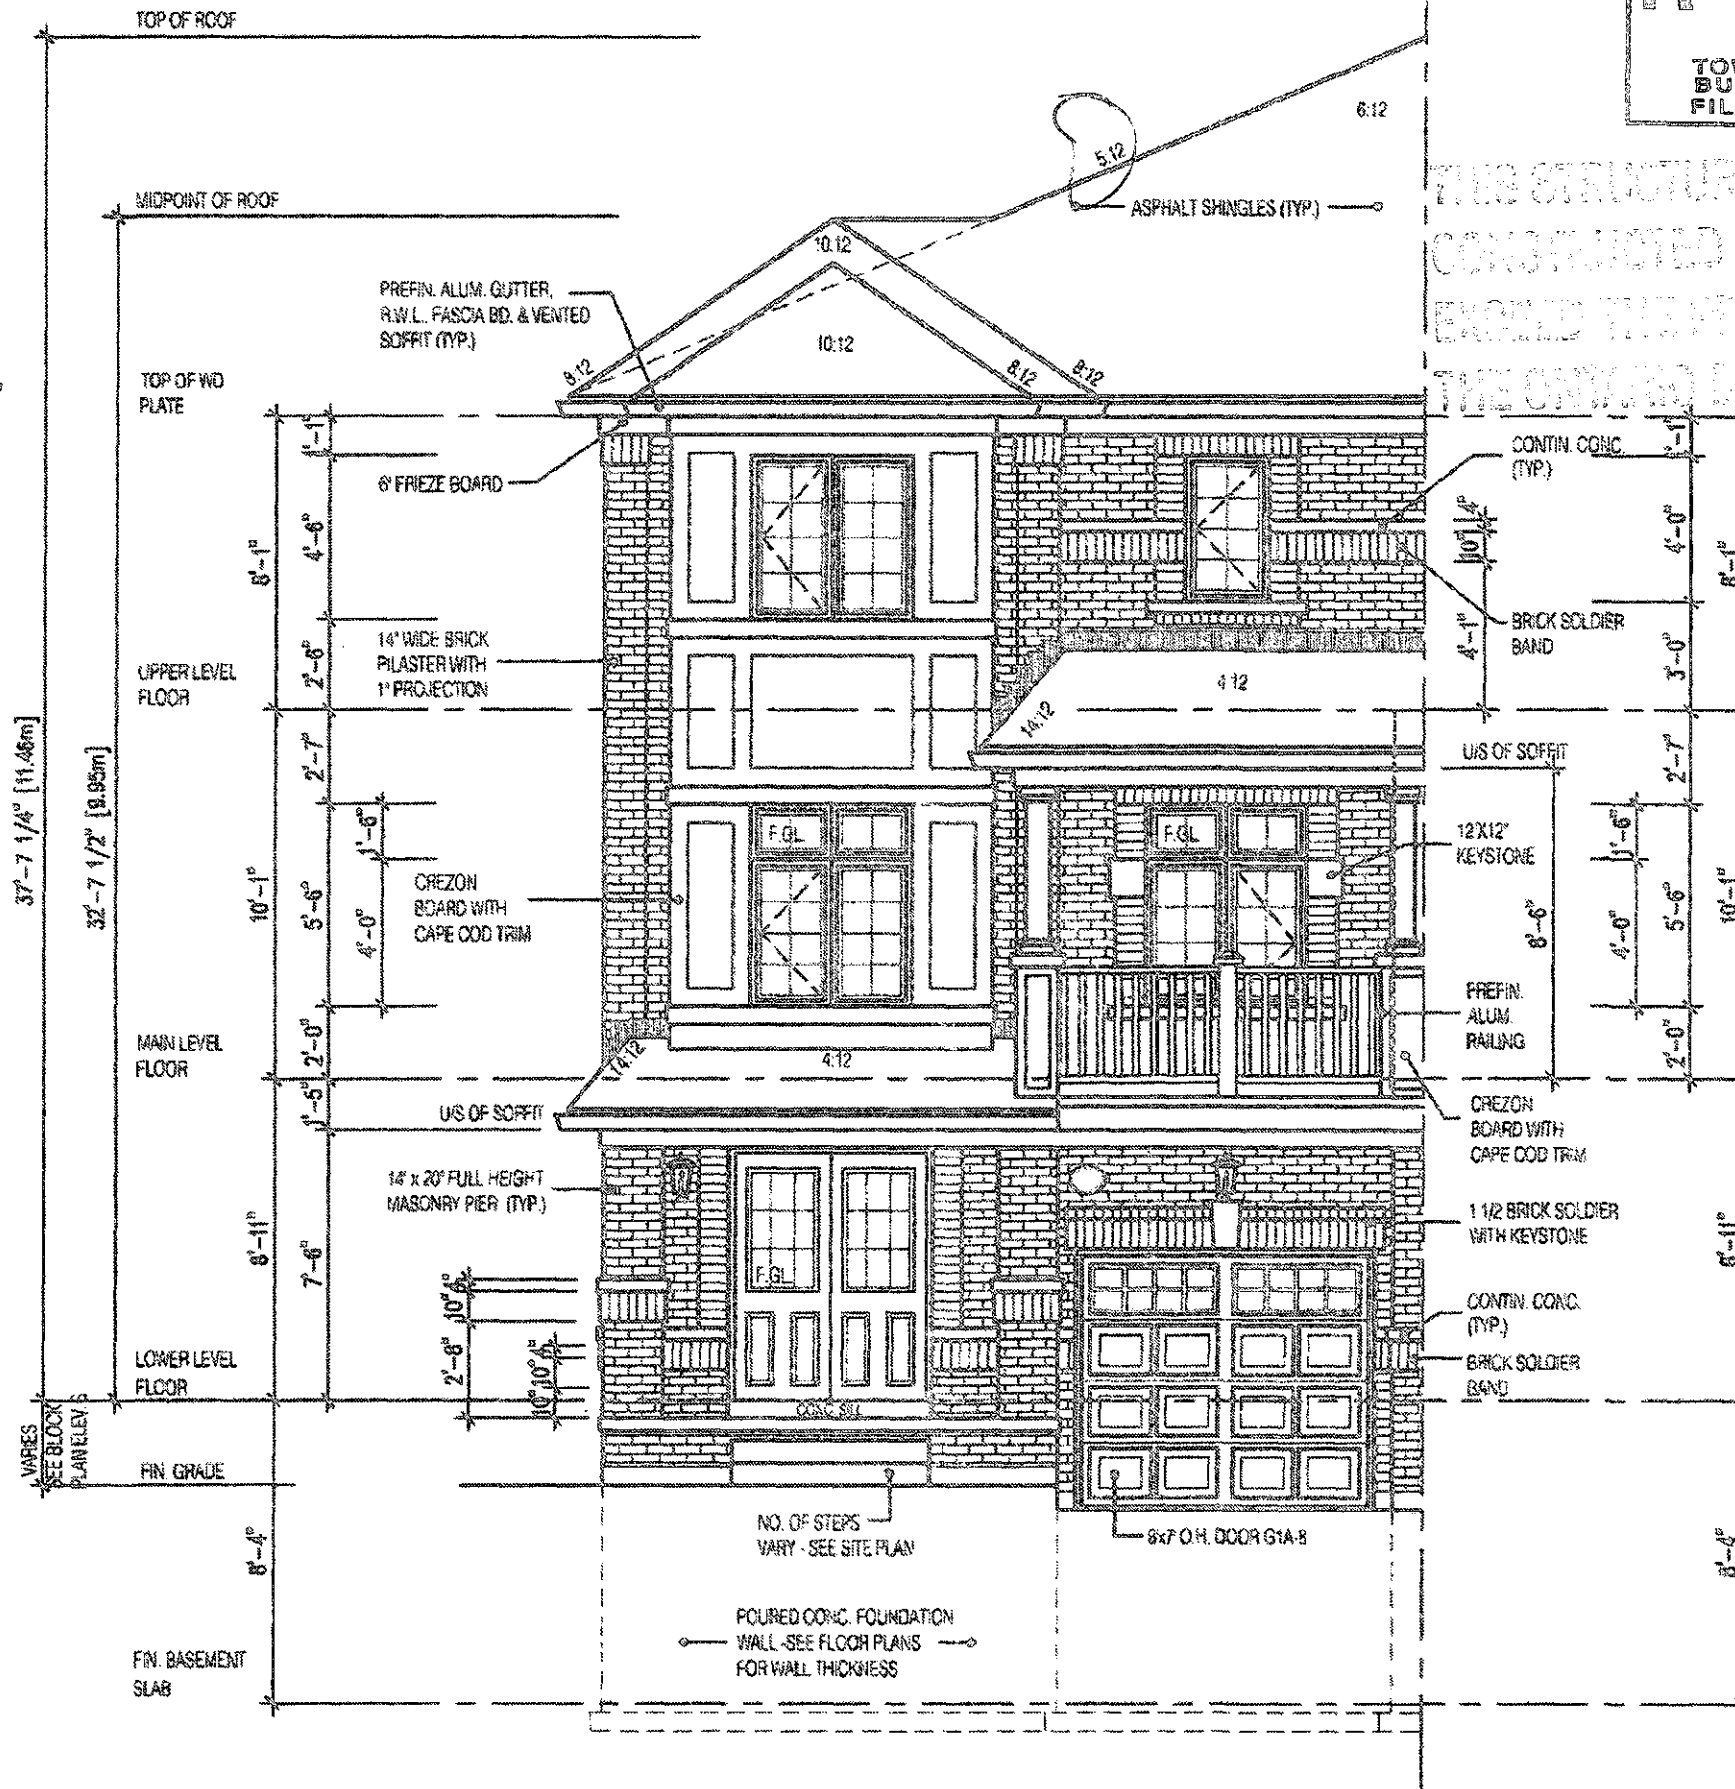 TOP OF ROOF
6:12
5:12
MIDPOINT OF ROOF
ASPHALT SHINGLES (TYP.)
THIS STRUCTUR
CONSTRUCTED
10:12
PREFIN. ALUM. GUTTER,
R.W.L. FASCIA BD. & VENTED
SOFFIT (TYP.)
10:12
8:12
8:12
8:12
TOP OF WD
PLATE
1'-1"
6" FRIEZE BOARD
4'-6"
8'-1"
CONTIN. CONC.
(TYP.)
1'-1"
4"
10"
4'-0"
8'-1"
14" WIDE BRICK
PILASTER WITH
1" PROJECTION
2'-6"
BRICK SOLDIER
BAND
4'-1"
3'-0"
UPPER LEVEL
FLOOR
4:12
14:12
37'-7 1/4" [11.46m]
32'-7 1/2" [9.95m]
2'-7"
U/S OF SOFFIT
2'-7"
1'-6"
F.GL.
F.GL.
12"X12"
KEYSTONE
1'-6"
10'-1"
5'-6"
4'-0"
CREZON
BOARD WITH
CAPE COD TRIM
8'-6"
4'-0"
5'-6"
10'-1"
PREFIN.
ALUM.
RAILING
MAIN LEVEL
FLOOR
2'-0"
2'-0"
14:12
4:12
1'-5"
U/S OF SOFFIT
CREZON
BOARD WITH
CAPE COD TRIM
14" x 20" FULL HEIGHT
MASONRY PIER (TYP.)
8'-11"
7'-6"
1 1/2 BRICK SOLDIER
WITH KEYSTONE
8'-11"
F.GL.
10"
2'-8"
10"
10"
CONTIN. CONC.
(TYP.)
BRICK SOLDIER
BAND
LOWER LEVEL
FLOOR
CONC. SILL
VARIES
SEE BLOCK
PLAN ELEV.S
FIN. GRADE
NO. OF STEPS
VARY - SEE SITE PLAN
O.H. DOOR G1A-8
8'-4"
8'-4"
POURED CONC. FOUNDATION
WALL - SEE FLOOR PLANS
FOR WALL THICKNESS
FIN. BASEMENT
SLAB